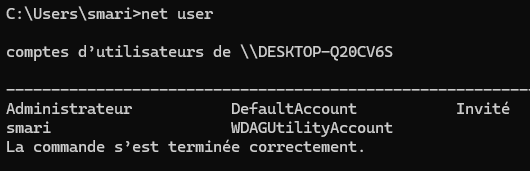 C:\Users\smari>net user
comptes d’utilisateurs de \\DESKTOP-Q20CV6S
-------------------------------------------------------------------------------
Administrateur           DefaultAccount           Invité
smari                    WDAGUtilityAccount
La commande s’est terminée correctement.